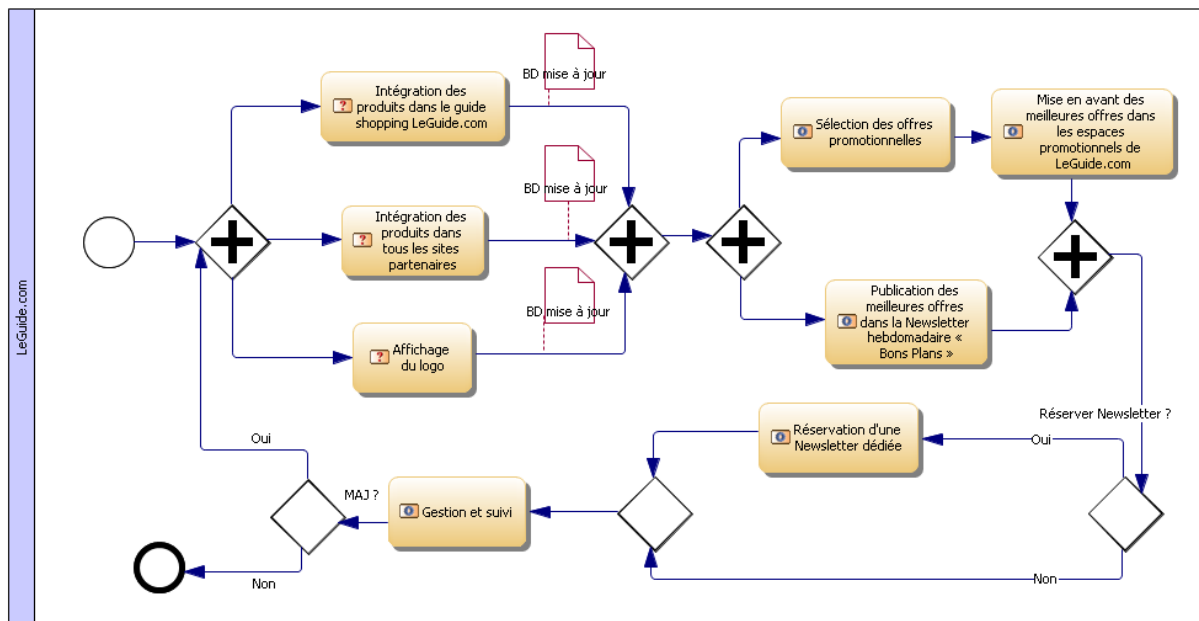 LeGuide.com
Intégration des
produits dans le guide
shopping LeGuide.com
BD mise à jour
Intégration des
produits dans
tous les sites
partenaires
BD mise à jour
Affichage
du logo
BD mise à jour
Sélection des offres
promotionnelles
Mise en avant des
meilleures offres dans
les espaces
promotionnels de
LeGuide.com
Publication des
meilleures offres
dans la Newsletter
hebdomadaire «
Bons Plans »
Réserver Newsletter ?
Oui
Non
Réservation d'une
Newsletter dédiée
Gestion et suivi
MAJ ?
Oui
Non